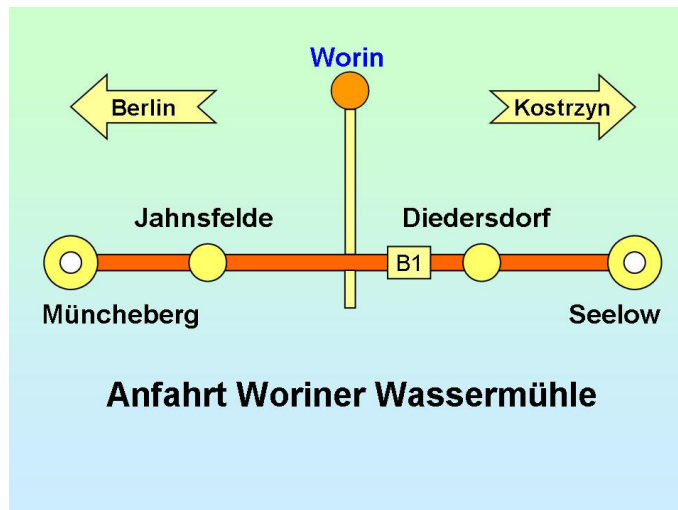 Worin
Berlin
Kostrzyn
Jahnsfelde
Diedersdorf
B1
Müncheberg
Seelow
Anfahrt Woriner Wassermühle